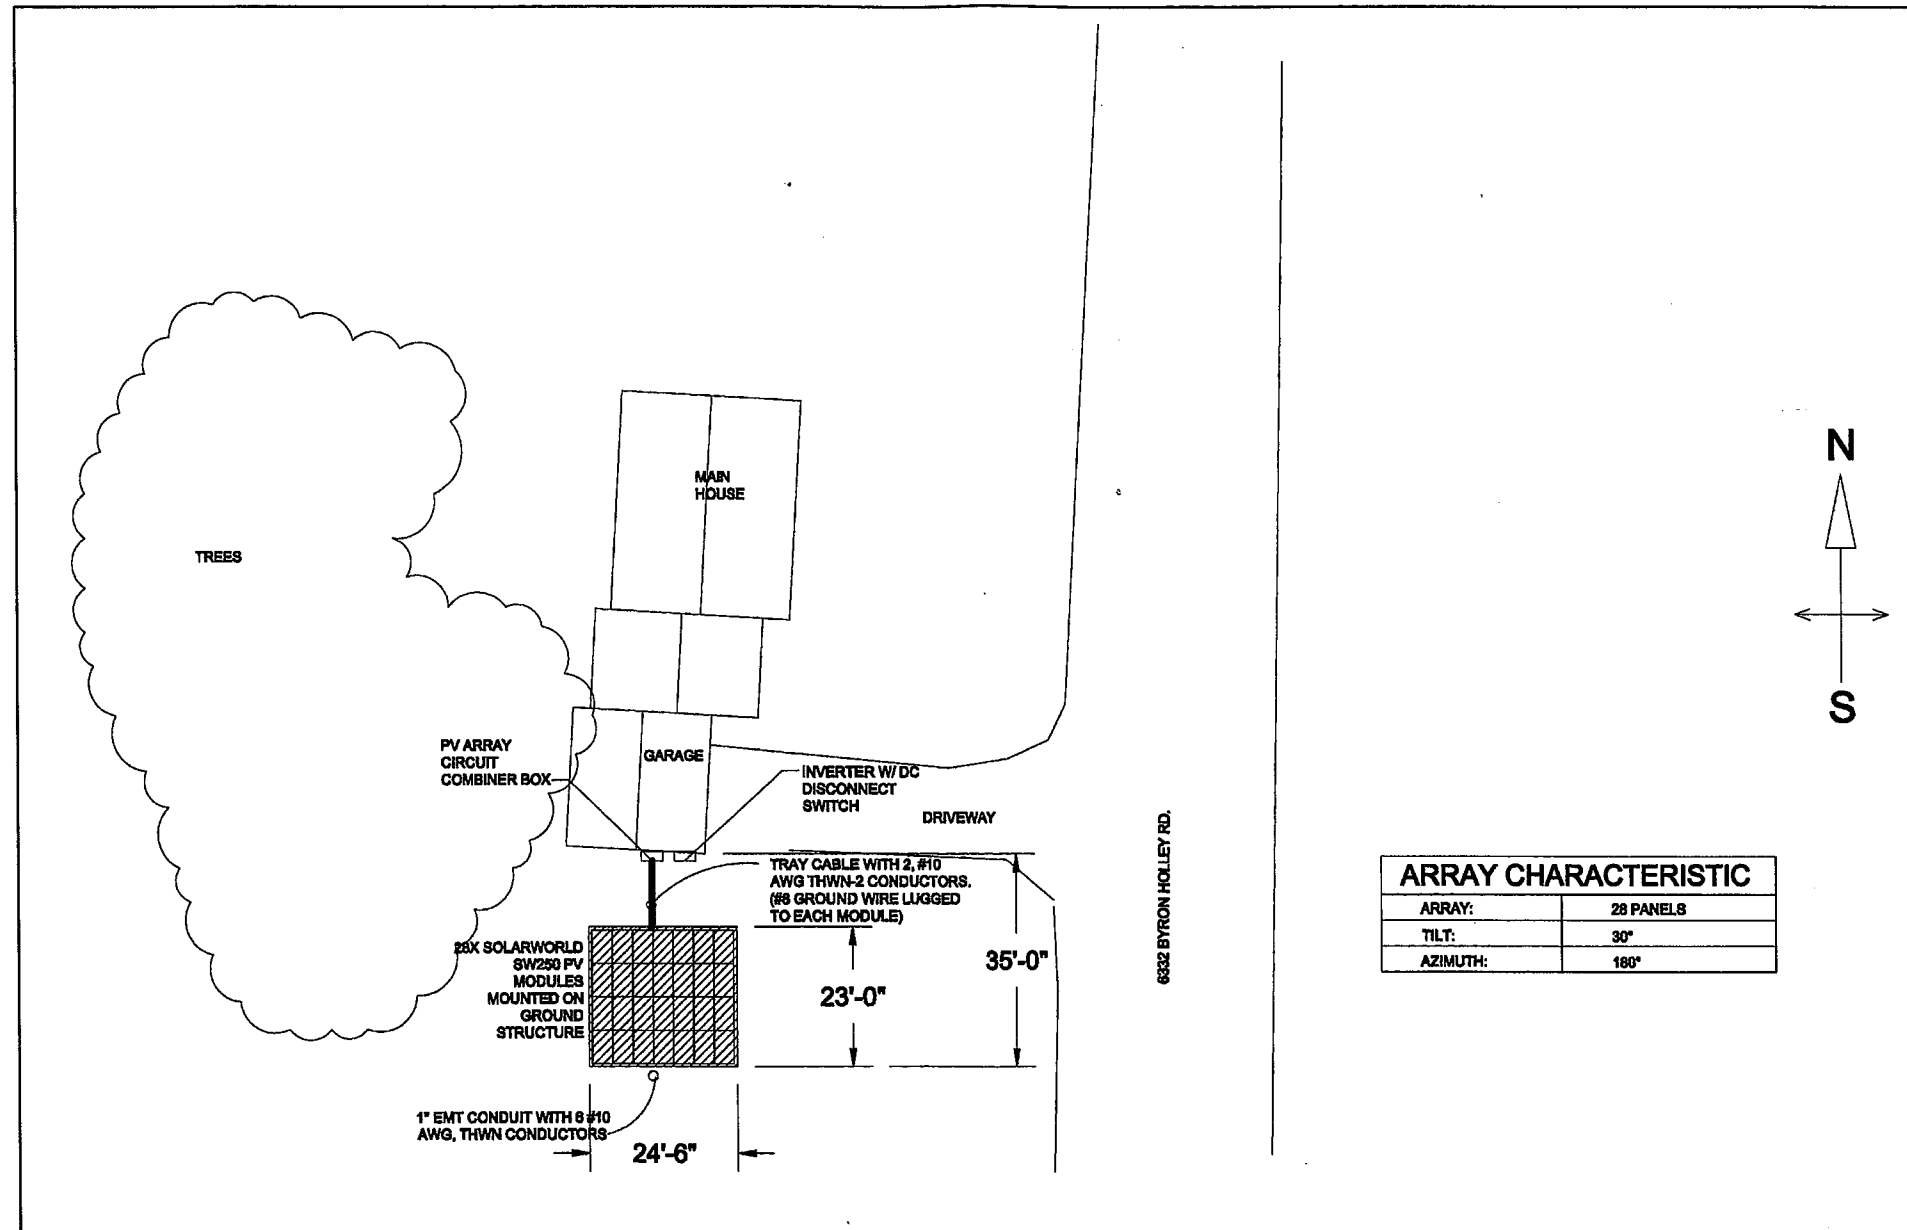 N
MAIN
HOUSE
TREES
S
PV ARRAY
CIRCUIT
COMBINER BOX
GARAGE
INVERTER W/ DC
DISCONNECT
SWITCH
DRIVEWAY
6332 BYRON HOLLEY RD.
TRAY CABLE WITH 2, #10
AWG THWN-2 CONDUCTORS.
(#8 GROUND WIRE LUGGED
TO EACH MODULE)
ARRAY CHARACTERISTIC
ARRAY: 28 PANELS
TILT: 30°
AZIMUTH: 180°
28X SOLARWORLD
SW250 PV
MODULES
MOUNTED ON
GROUND
STRUCTURE
23'-0"
35'-0"
1" EMT CONDUIT WITH 6 #10
AWG, THWN CONDUCTORS
24'-6"